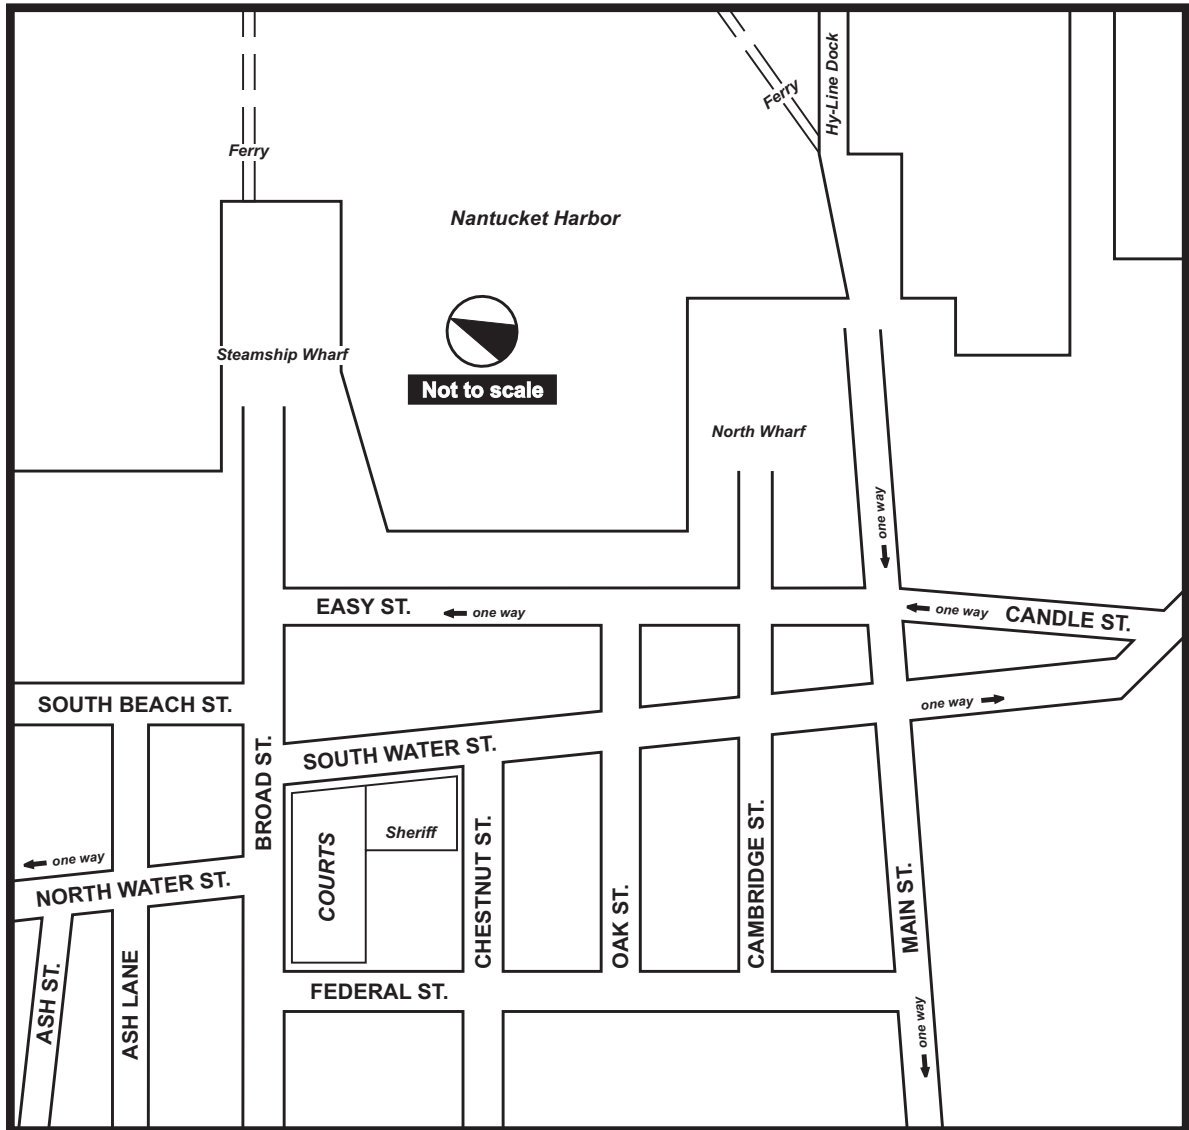 Hy-Line Dock
Ferry
Ferry
Nantucket Harbor
Steamship Wharf
Not to scale
North Wharf
one way
EASY ST.
one way
one way
CANDLE ST.
SOUTH BEACH ST.
one way
SOUTH WATER ST.
BROAD ST.
Sheriff
COURTS
one way
NORTH WATER ST.
CHESTNUT ST.
OAK ST.
CAMBRIDGE ST.
MAIN ST.
ASH ST.
ASH LANE
FEDERAL ST.
one way